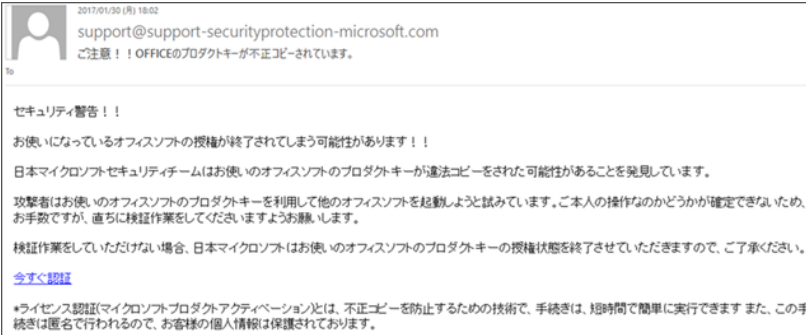 2017/01/30 (月) 18:02
support@support-securityprotection-microsoft.com
ご注意！！OFFICEのプロダクトキーが不正コピーされています。
To
セキュリティ警告！！
お使いになっているオフィスソフトの授権が終了されてしまう可能性があります！！
日本マイクロソフトセキュリティチームはお使いのオフィスソフトのプロダクトキーが違法コピーをされた可能性があることを発見しています。
攻撃者はお使いのオフィスソフトのプロダクトキーを利用して他のオフィスソフトを起動しようと試みています。ご本人の操作なのかどうかが確定できないため、
お手数ですが、直ちに検証作業をしてくださいますようお願いします。
検証作業をしていただけない場合、日本マイクロソフトはお使いのオフィスソフトのプロダクトキーの授権状態を終了させていただきますので、ご了承ください。
今すぐ認証
*ライセンス認証(マイクロソフトプロダクトアクティベーション)とは、不正コピーを防止するための技術で、手続きは、短時間で簡単に実行できます また、この手
続きは匿名で行われるので、お客様の個人情報は保護されております。